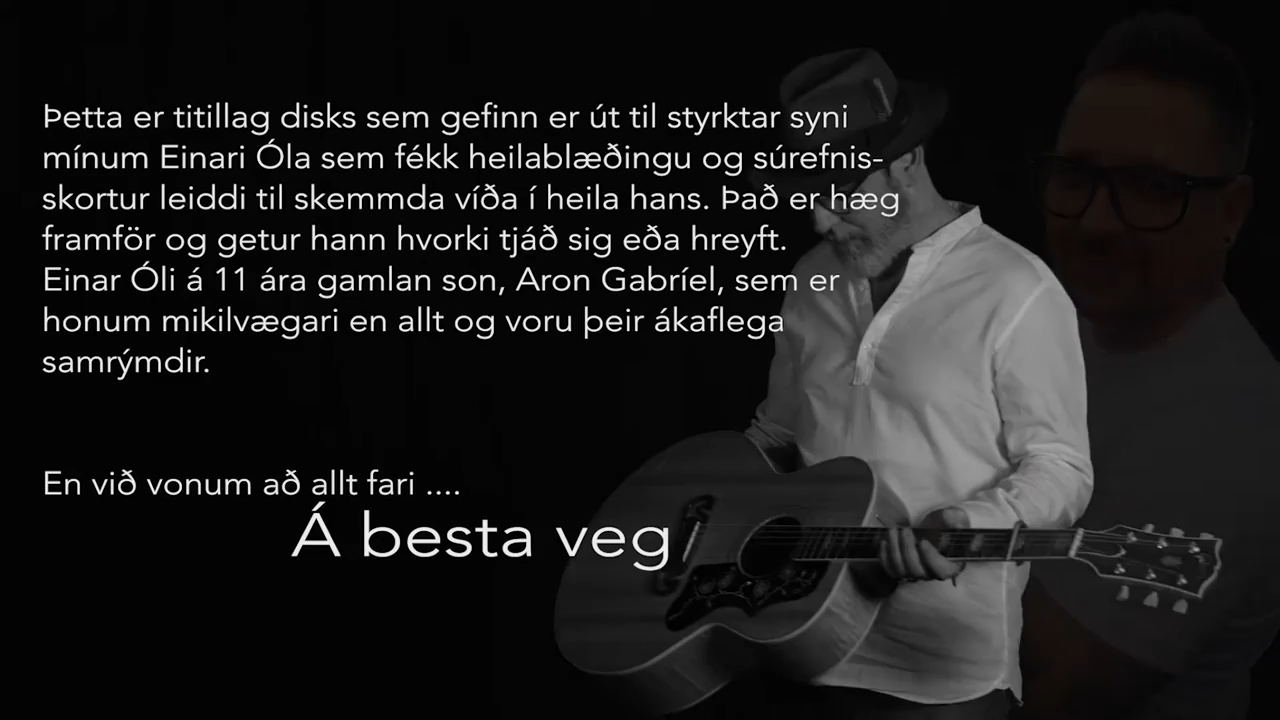 Þetta er titillag disks sem gefinn er út til styrktar syni
mínum Einari Óla sem fékk heilablæðingu og súrefnis-
skortur leiddi til skemmda víða í heila hans. Það er hæg
framför og getur hann hvorki tjáð sig eða hreyft.
Einar Óli á 11 ára gamlan son, Aron Gabríel, sem er
honum mikilvægari en allt og voru þeir ákaflega
samrýmdir.
En við vonum að allt fari ....
Á besta veg